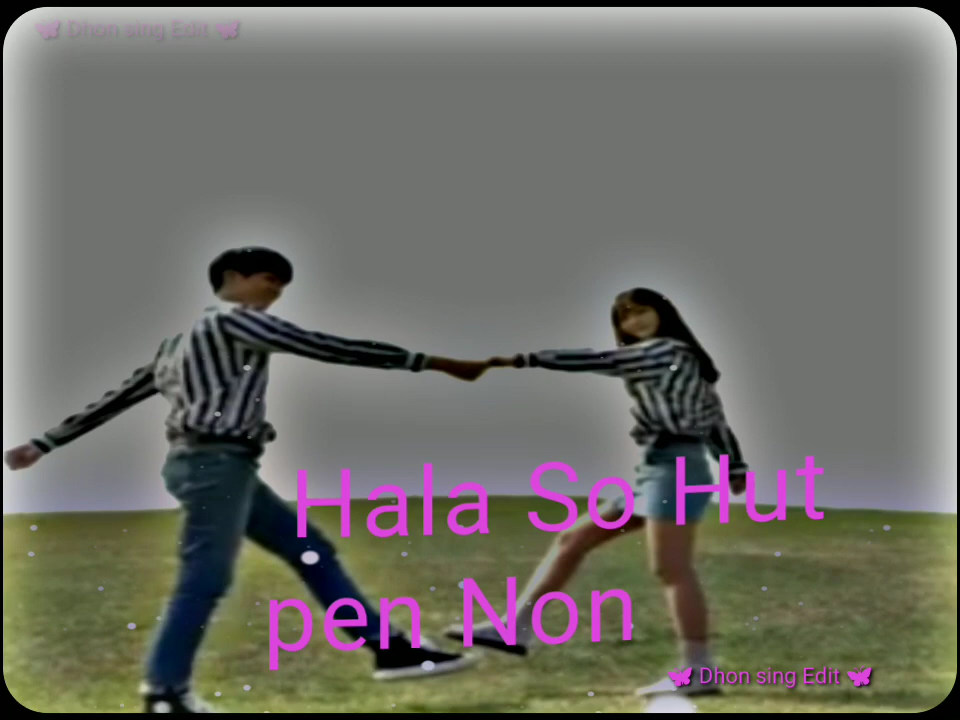 🦋 Dhon sing Edit 🦋
Hala So Hut
pen Non
🦋 Dhon sing Edit 🦋